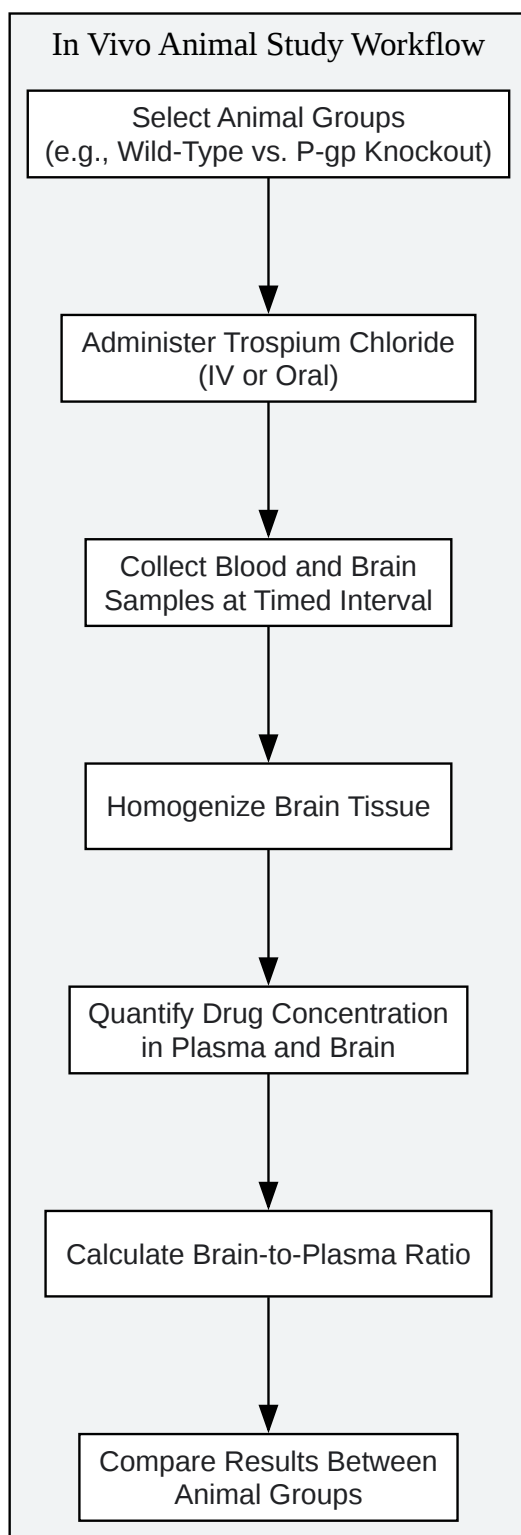 In Vivo Animal Study Workflow
Select Animal Groups
(e.g., Wild-Type vs. P-gp Knockout)
Administer Trospium Chloride
(IV or Oral)
Collect Blood and Brain
Samples at Timed Interval
Homogenize Brain Tissue
Quantify Drug Concentration
in Plasma and Brain
Calculate Brain-to-Plasma Ratio
Compare Results Between
Animal Groups